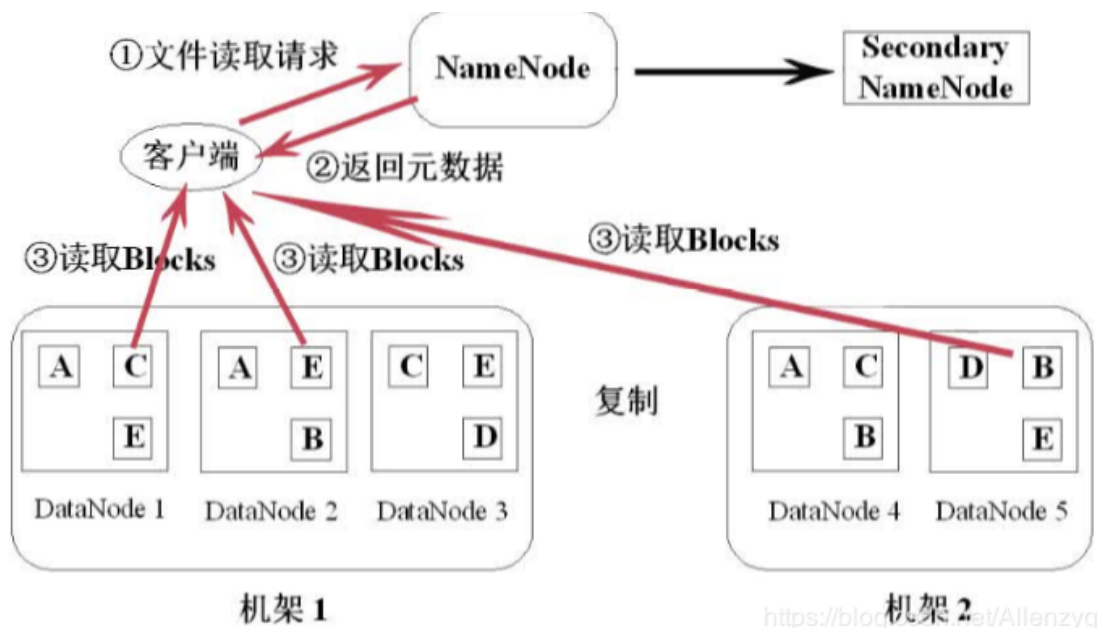 ①文件读取请求
NameNode
Secondary
NameNode
客户端
②返回元数据
③读取Blocks
③读取Blocks
③读取Blocks
A
C
E
A
E
B
C
E
D
复制
A
C
B
D
B
E
DataNode 1
DataNode 2
DataNode 3
DataNode 4
DataNode 5
机架 1
机架 2